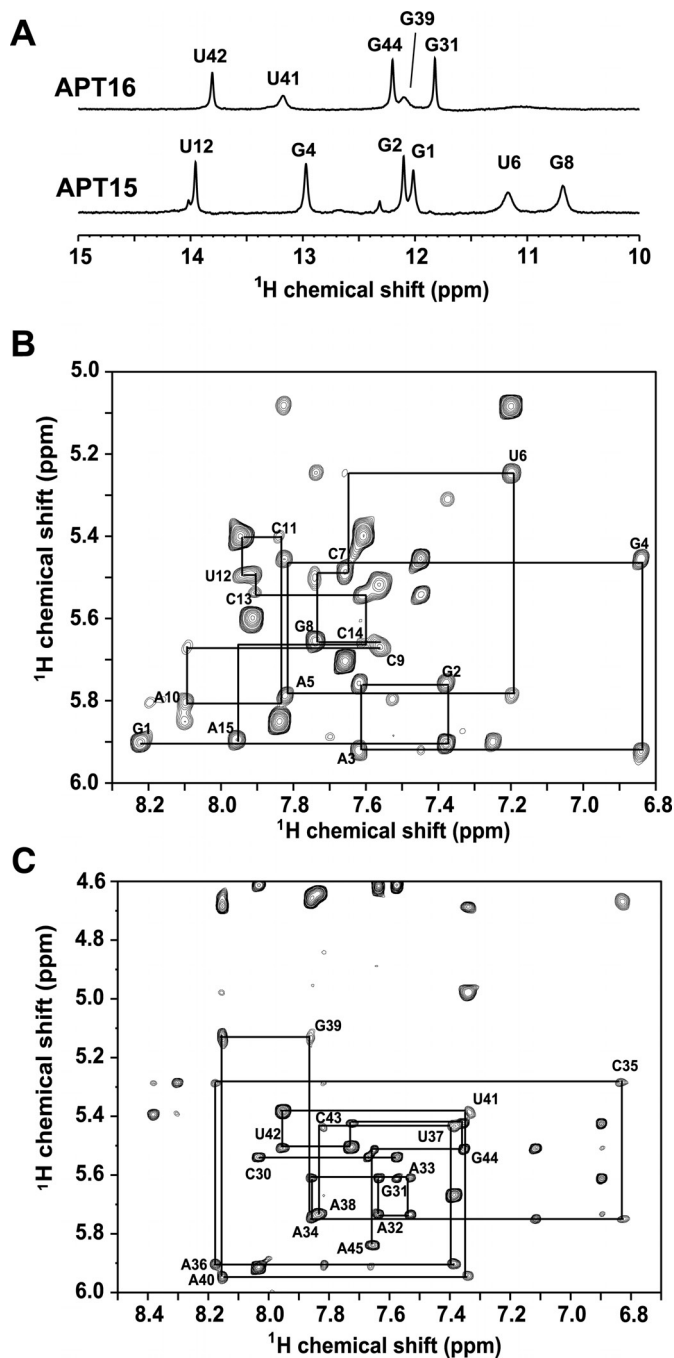 A
G39
G44 G31
U42
U41
APT16
U12 G4 G2 G1 U6 G8
APT15
15 14 13 12 11 10
¹H chemical shift (ppm)
B
5.0
5.2
U6
5.4
C11 C7 G4
U12
C13
5.6
G8 C14
C9
A10 A5 G2
5.8
G1 A15 A3
6.0
8.2 8.0 7.8 7.6 7.4 7.2 7.0 6.8
¹H chemical shift (ppm)
¹H chemical shift (ppm)
C
4.6
4.8
5.0
G39
5.2
C35
5.4
C43 U41
U42 U37
C30 G44
5.6
A33
G31
A38
A34 A32
5.8
A45
A36
A40
6.0
8.4 8.2 8.0 7.8 7.6 7.4 7.2 7.0 6.8
¹H chemical shift (ppm)
¹H chemical shift (ppm)